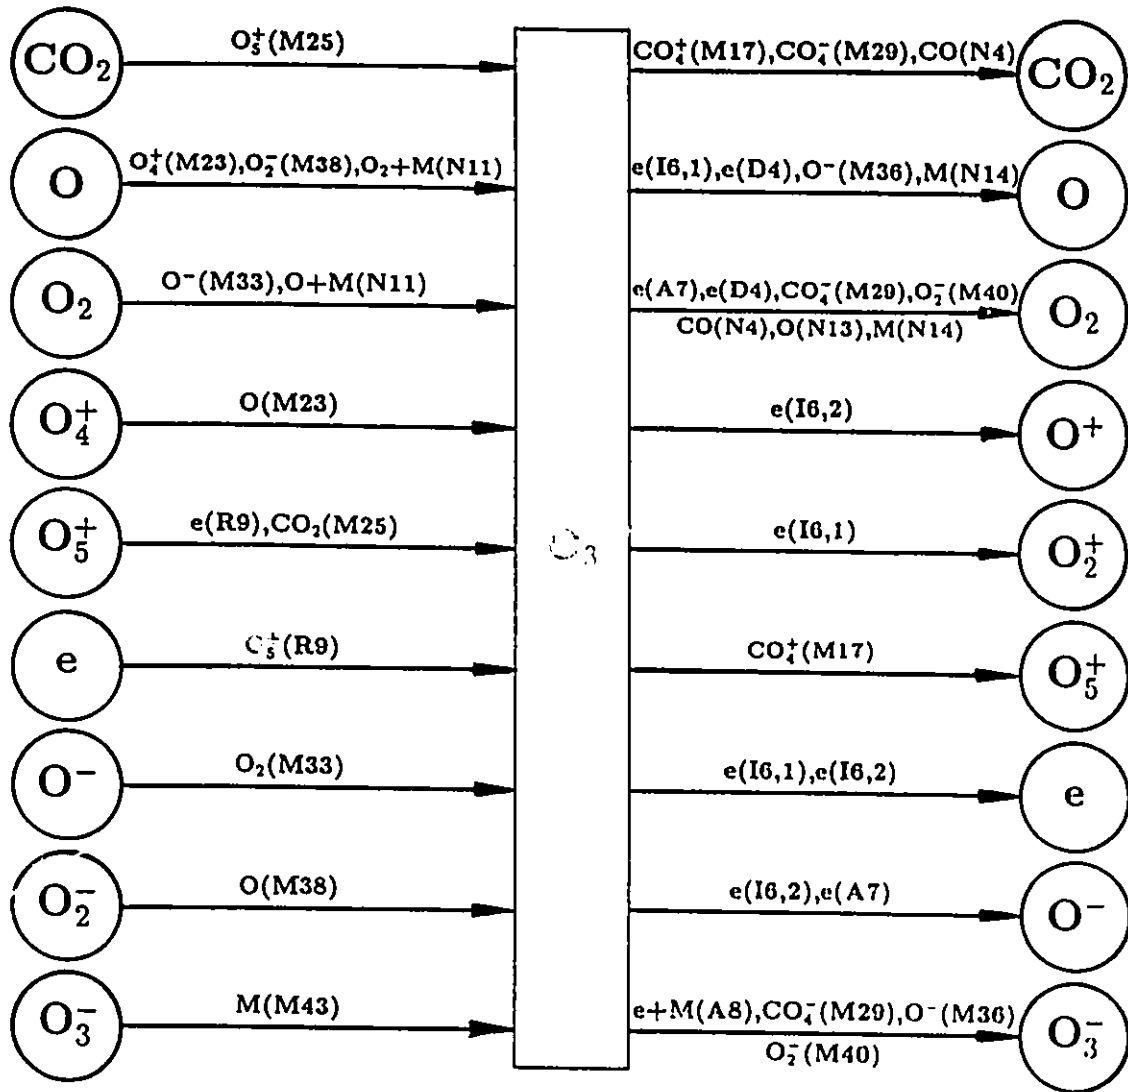 CO₂ O₅⁺(M25) CO₄⁺(M17),CO₄⁻(M29),CO(N4) CO₂
O O₄⁺(M23),O₂⁻(M38),O₂+M(N11) e(I6,1),e(D4),O⁻(M36),M(N14) O
O₂ O⁻(M33),O+M(N11) e(A7),e(D4),CO₄⁻(M29),O₂⁻(M40) O₂
CO(N4),O(N13),M(N14)
O₄⁺ O(M23) e(I6,2) O⁺
O₅⁺ e(R9),CO₂(M25) O₃ e(I6,1) O₂⁺
e O₅⁺(R9) CO₄⁺(M17) O₅⁺
O⁻ O₂(M33) e(I6,1),e(I6,2) e
O₂⁻ O(M38) e(I6,2),e(A7) O⁻
O₃⁻ M(M43) e+M(A8),CO₄⁻(M29),O⁻(M36) O₃⁻
O₂⁻(M40)